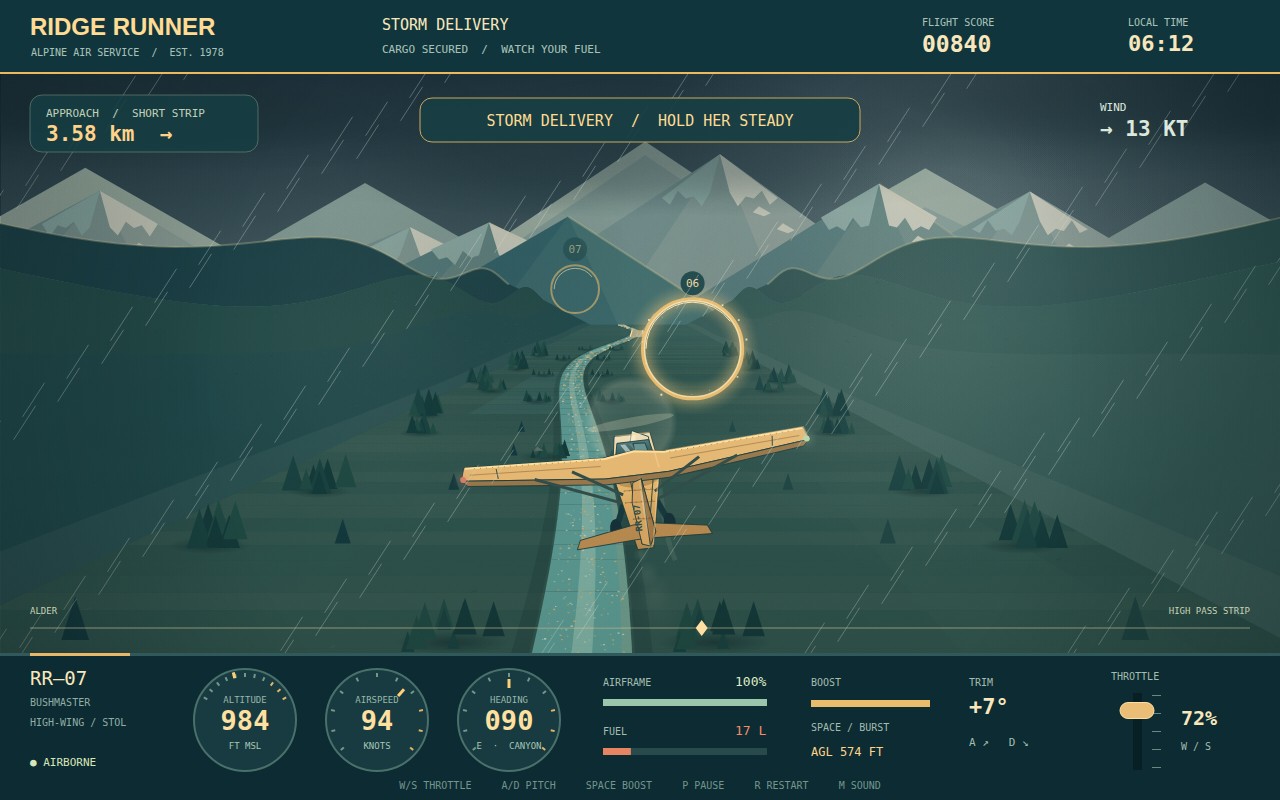 RIDGE RUNNER
ALPINE AIR SERVICE / EST. 1978
STORM DELIVERY
CARGO SECURED / WATCH YOUR FUEL
FLIGHT SCORE
00840
LOCAL TIME
06:12
APPROACH / SHORT STRIP
3.58 km →
STORM DELIVERY / HOLD HER STEADY
WIND
→ 13 KT
07
06
RR-07
ALDER
HIGH PASS STRIP
RR—07
BUSHMASTER
HIGH-WING / STOL
● AIRBORNE
ALTITUDE
984
FT MSL
AIRSPEED
94
KNOTS
HEADING
090
E · CANYON
AIRFRAME 100%
FUEL 17 L
BOOST
SPACE / BURST
AGL 574 FT
TRIM
+7°
A ↗ D ↘
THROTTLE
72%
W / S
W/S THROTTLE A/D PITCH SPACE BOOST P PAUSE R RESTART M SOUND